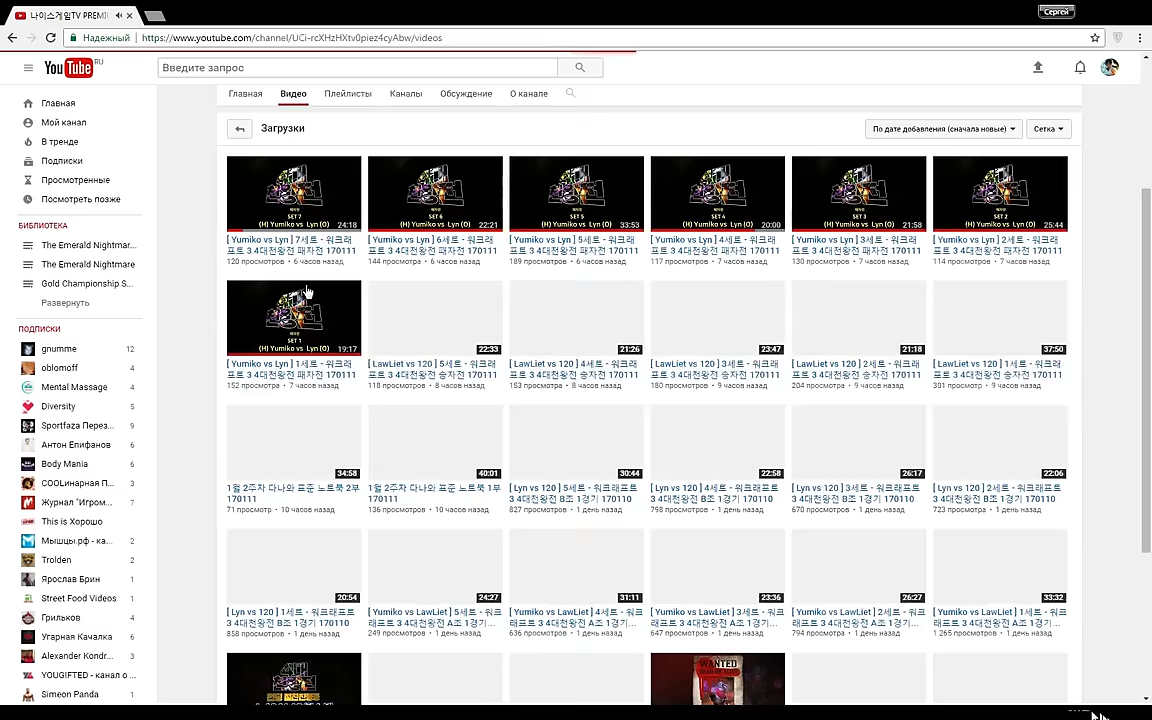 나이스게임TV PREMI
Сергей
Надежный
https://www.youtube.com/channel/UCi-rcXHzHXtv0piez4cyAbw/videos
YouTube RU
Введите запрос
Главная
Мой канал
В тренде
Подписки
Просмотренные
Посмотреть позже
БИБЛИОТЕКА
The Emerald Nightmar...
The Emerald Nightmare
Gold Championship S...
Развернуть
ПОДПИСКИ
gnumme 12
oblomoff 4
Mental Massage 4
Diversity 5
Sportfaza Перез... 9
Антон Епифанов 6
Body Mania 6
COOLинарная П... 3
Журнал "Игром... 7
This is Хорошо
Мышцы.рф - ка... 2
Trolden 2
Ярослав Брин 1
Street Food Videos 1
Грильков 4
Угарная Качалка 6
Alexander Kondr... 3
YOUGIFTED - канал о ...
Simeon Panda 1
Главная Видео Плейлисты Каналы Обсуждение О канале
Загрузки
По дате добавления (сначала новые)
Сетка
SET 7
(H) Yumiko vs Lyn (O)
24:18
[ Yumiko vs Lyn ] 7세트 - 워크래
프트 3 4대천왕전 패자전 170111
120 просмотров • 6 часов назад
SET 6
(H) Yumiko vs Lyn (O)
22:21
[ Yumiko vs Lyn ] 6세트 - 워크래
프트 3 4대천왕전 패자전 170111
144 просмотра • 6 часов назад
SET 5
(H) Yumiko vs Lyn (O)
33:53
[ Yumiko vs Lyn ] 5세트 - 워크래
프트 3 4대천왕전 패자전 170111
189 просмотров • 6 часов назад
SET 4
(H) Yumiko vs Lyn (O)
20:00
[ Yumiko vs Lyn ] 4세트 - 워크래
프트 3 4대천왕전 패자전 170111
117 просмотров • 7 часов назад
SET 3
(H) Yumiko vs Lyn (O)
21:58
[ Yumiko vs Lyn ] 3세트 - 워크래
프트 3 4대천왕전 패자전 170111
130 просмотров • 7 часов назад
SET 2
(H) Yumiko vs Lyn (O)
25:44
[ Yumiko vs Lyn ] 2세트 - 워크래
프트 3 4대천왕전 패자전 170111
114 просмотров • 7 часов назад
SET 1
(H) Yumiko vs Lyn (O)
19:17
[ Yumiko vs Lyn ] 1세트 - 워크래
프트 3 4대천왕전 패자전 170111
152 просмотра • 7 часов назад
22:33
[ LawLiet vs 120 ] 5세트 - 워크래
프트 3 4대천왕전 승자전 170111
118 просмотров • 8 часов назад
21:26
[ LawLiet vs 120 ] 4세트 - 워크래
프트 3 4대천왕전 승자전 170111
153 просмотра • 8 часов назад
23:47
[ LawLiet vs 120 ] 3세트 - 워크래
프트 3 4대천왕전 승자전 170111
180 просмотров • 9 часов назад
21:18
[ LawLiet vs 120 ] 2세트 - 워크래
프트 3 4대천왕전 승자전 170111
204 просмотра • 9 часов назад
37:50
[ LawLiet vs 120 ] 1세트 - 워크래
프트 3 4대천왕전 승자전 170111
301 просмотр • 9 часов назад
34:58
1월 2주차 다나와 표준 노트북 2부
170111
71 просмотр • 10 часов назад
40:01
1월 2주차 다나와 표준 노트북 1부
170111
136 просмотров • 10 часов назад
30:44
[ Lyn vs 120 ] 5세트 - 워크래프트
3 4대천왕전 B조 1경기 170110
827 просмотров • 1 день назад
22:58
[ Lyn vs 120 ] 4세트 - 워크래프트
3 4대천왕전 B조 1경기 170110
798 просмотров • 1 день назад
26:17
[ Lyn vs 120 ] 3세트 - 워크래프트
3 4대천왕전 B조 1경기 170110
670 просмотров • 1 день назад
22:06
[ Lyn vs 120 ] 2세트 - 워크래프트
3 4대천왕전 B조 1경기 170110
723 просмотра • 1 день назад
20:54
[ Lyn vs 120 ] 1세트 - 워크래프트
3 4대천왕전 B조 1경기 170110
858 просмотров • 1 день назад
24:27
[ Yumiko vs LawLiet ] 5세트 - 워크
래프트 3 4대천왕전 A조 1경기...
249 просмотров • 1 день назад
31:11
[ Yumiko vs LawLiet ] 4세트 - 워크
래프트 3 4대천왕전 A조 1경기...
636 просмотров • 1 день назад
23:36
[ Yumiko vs LawLiet ] 3세트 - 워크
래프트 3 4대천왕전 A조 1경기...
647 просмотров • 1 день назад
26:27
[ Yumiko vs LawLiet ] 2세트 - 워크
래프트 3 4대천왕전 A조 1경기...
794 просмотра • 1 день назад
33:32
[ Yumiko vs LawLiet ] 1세트 - 워크
래프트 3 4대천왕전 A조 1경기...
1 265 просмотров • 1 день назад
WANTED